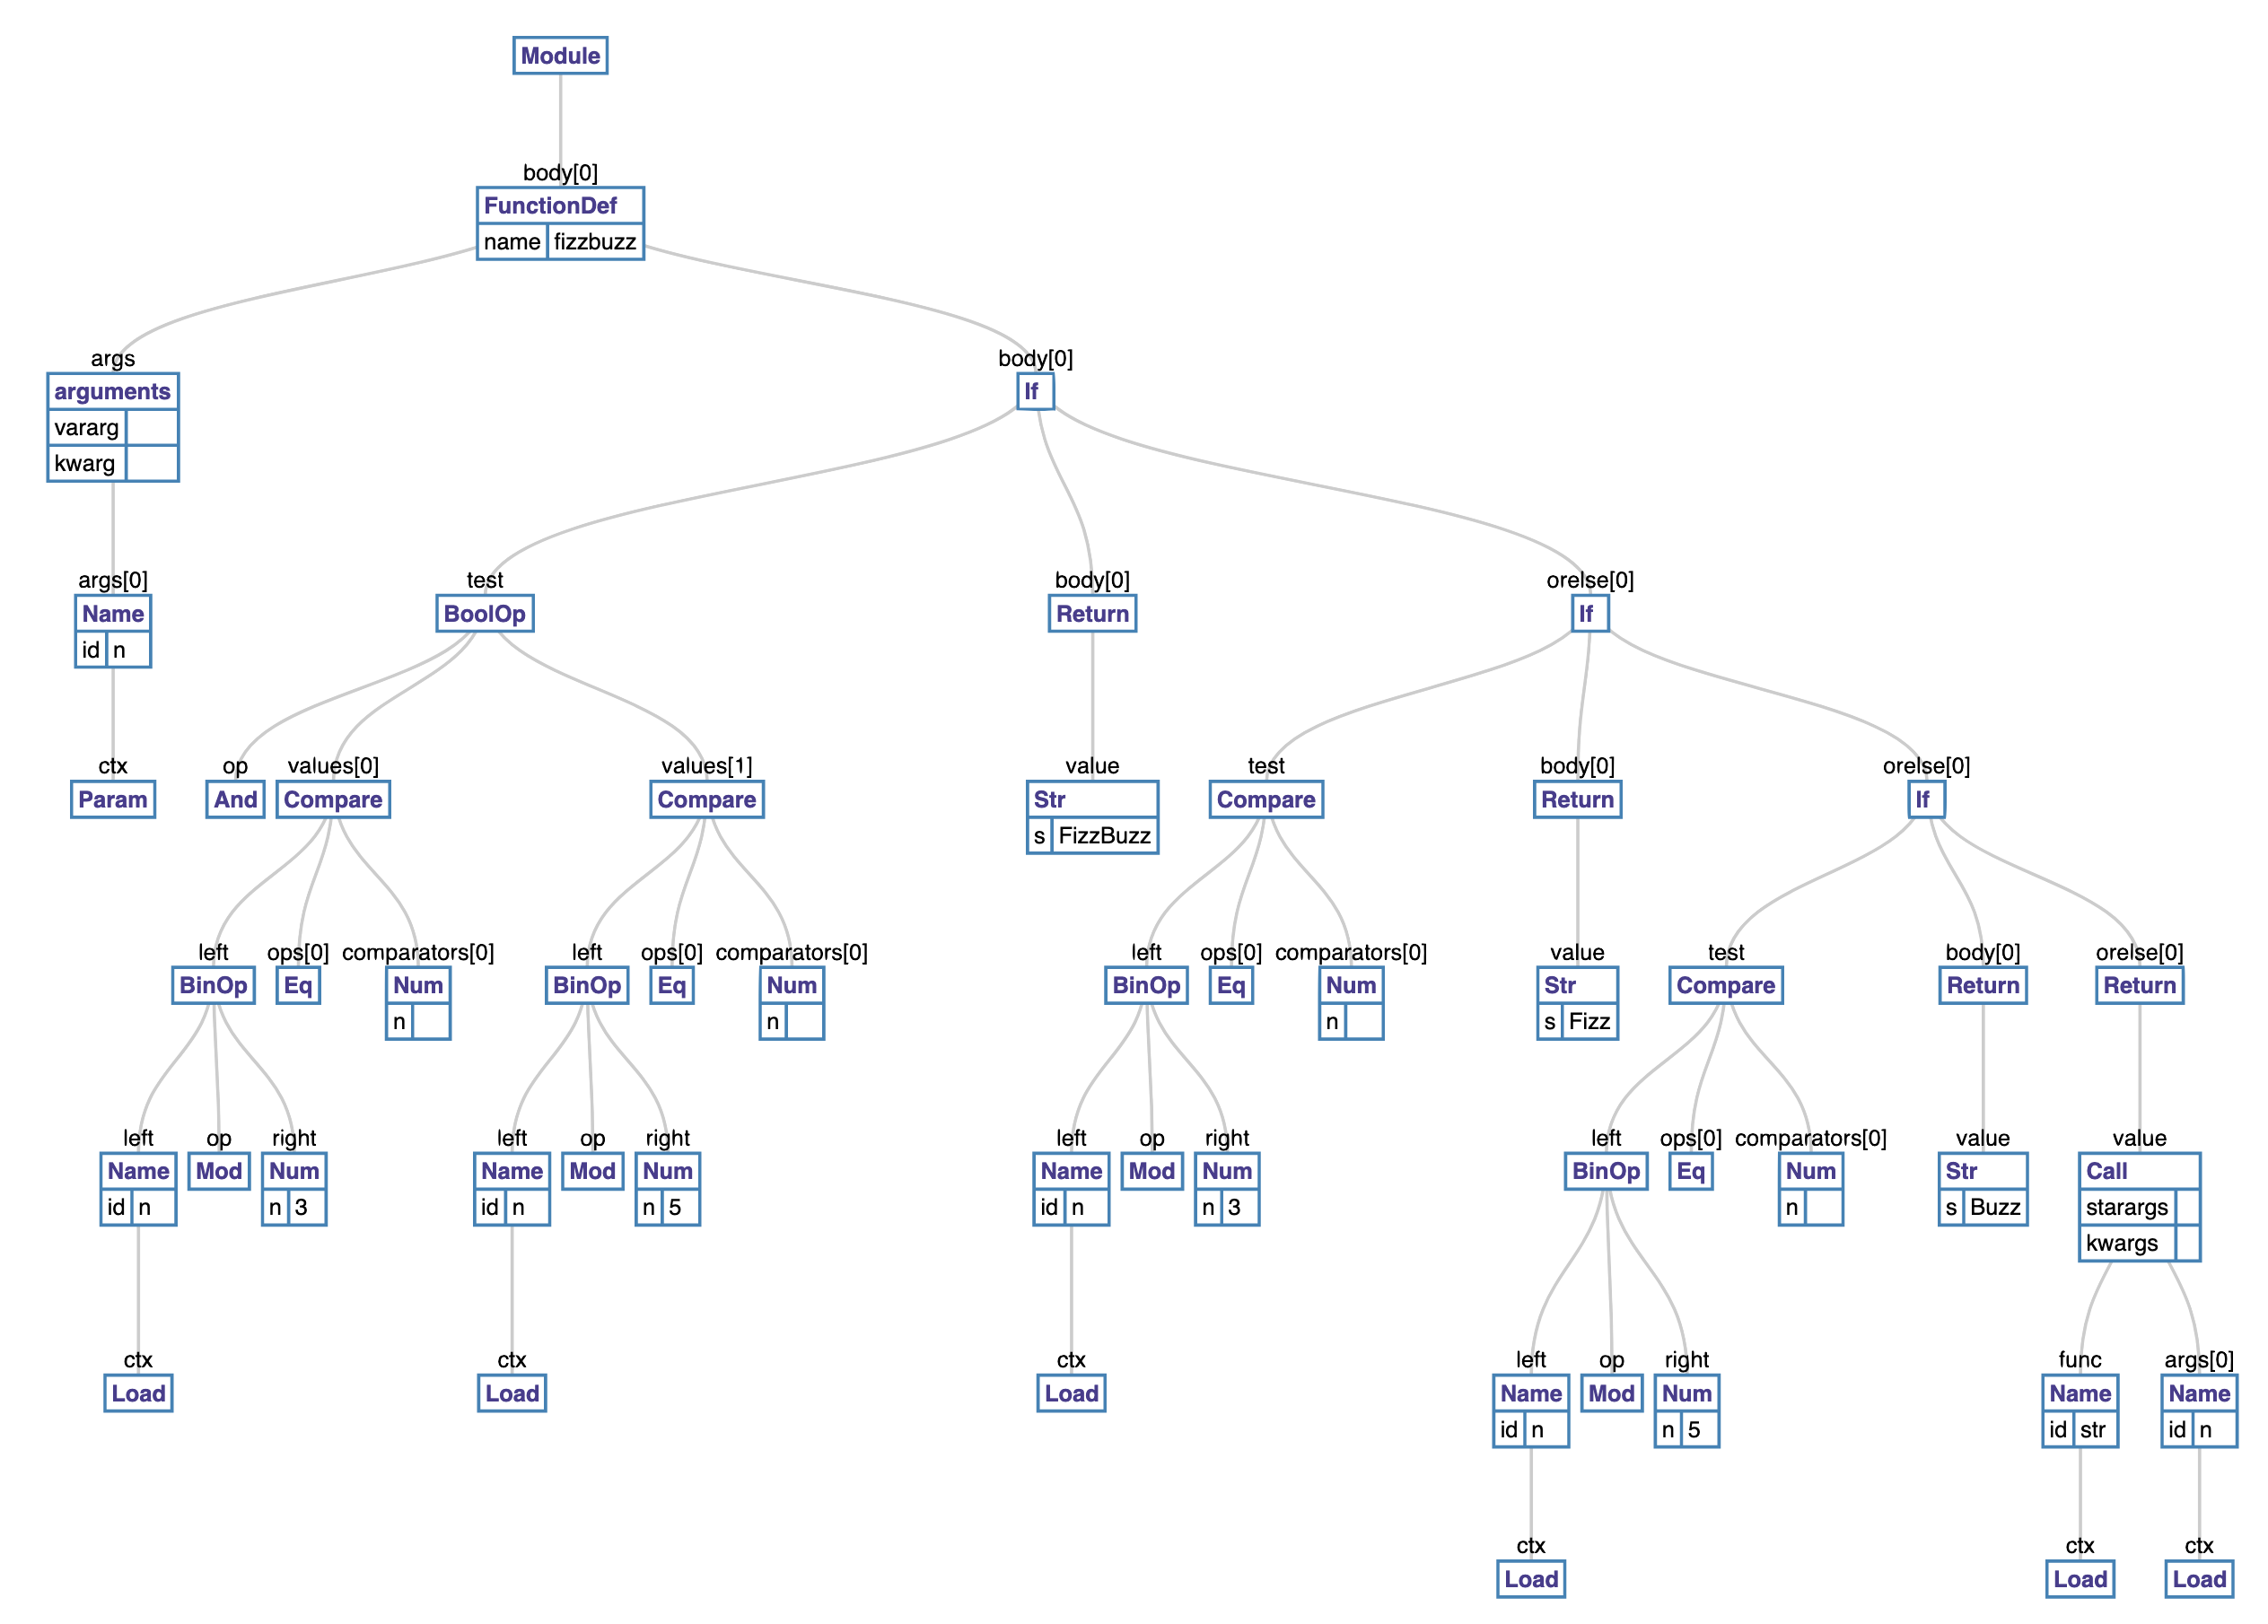 Module
body[0]
FunctionDef
name fizzbuzz
args body[0]
arguments If
vararg
kwarg
args[0] test body[0] orelse[0]
Name BoolOp Return If
id n
ctx op values[0] values[1] value test body[0] orelse[0]
Param And Compare Compare Str Compare Return If
s FizzBuzz
left ops[0] comparators[0] left ops[0] comparators[0] left ops[0] comparators[0] value test body[0] orelse[0]
BinOp Eq Num BinOp Eq Num BinOp Eq Num Str Compare Return Return
n n n s Fizz
left op right left op right left op right left ops[0] comparators[0] value value
Name Mod Num Name Mod Num Name Mod Num BinOp Eq Num Str Call
id n n 3 id n n 5 id n n 3 n s Buzz starargs
kwargs
ctx ctx ctx left op right func args[0]
Load Load Load Name Mod Num Name Name
id n n 5 id str id n
ctx ctx ctx
Load Load Load